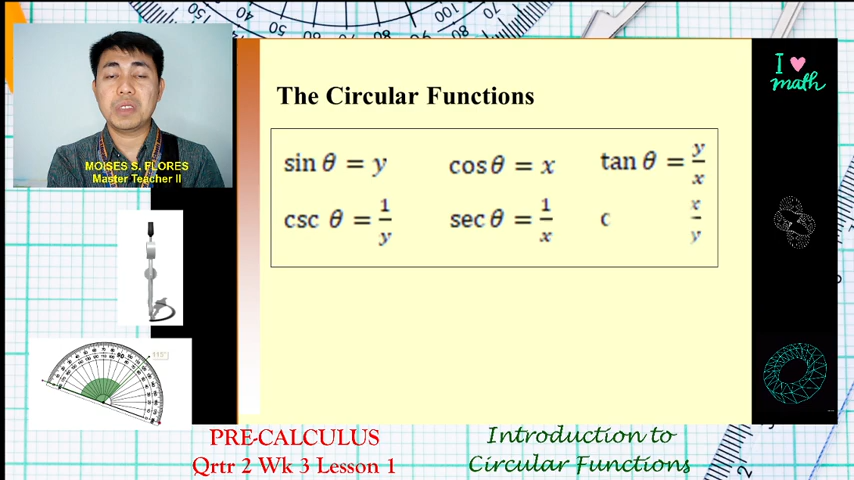 The Circular Functions
I
math
MOISES S. FLORES
Master Teacher II
sin θ = y
cos θ = x
tan θ = y/x
csc θ = 1/y
sec θ = 1/x
c x/y
PRE-CALCULUS
Qrtr 2 Wk 3 Lesson 1
Introduction to
Circular Functions